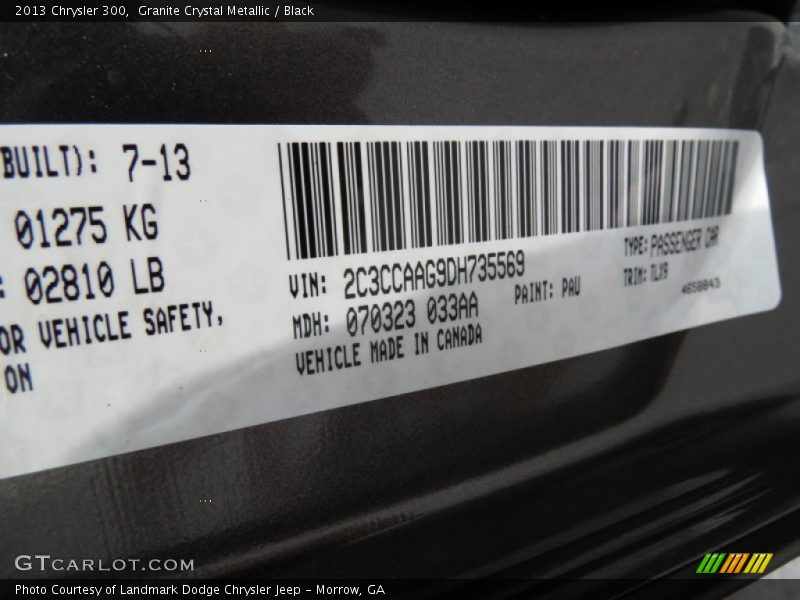 2013 Chrysler 300, Granite Crystal Metallic / Black
BUILT): 7-13
01275 KG
: 02810 LB
OR VEHICLE SAFETY,
ON
VIN: 2C3CCAAG9DH735569
MDH: 070323 033AA
VEHICLE MADE IN CANADA
PAINT: PAU
TYPE: PASSENGER CAR
TRIM: TLX9
4658843
GTCARLOT.COM
Photo Courtesy of Landmark Dodge Chrysler Jeep – Morrow, GA